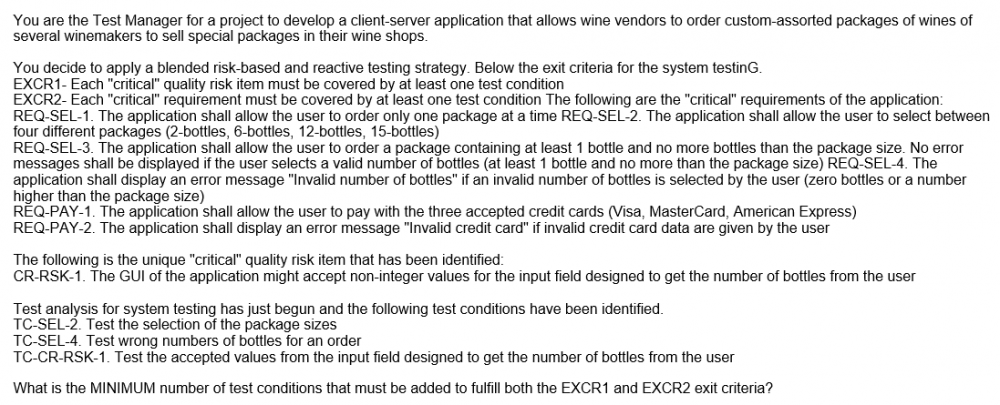 You are the Test Manager for a project to develop a client-server application that allows wine vendors to order custom-assorted packages of wines of
several winemakers to sell special packages in their wine shops.
You decide to apply a blended risk-based and reactive testing strategy. Below the exit criteria for the system testinG.
EXCR1- Each "critical" quality risk item must be covered by at least one test condition
EXCR2- Each "critical" requirement must be covered by at least one test condition The following are the "critical" requirements of the application:
REQ-SEL-1. The application shall allow the user to order only one package at a time REQ-SEL-2. The application shall allow the user to select between
four different packages (2-bottles, 6-bottles, 12-bottles, 15-bottles)
REQ-SEL-3. The application shall allow the user to order a package containing at least 1 bottle and no more bottles than the package size. No error
messages shall be displayed if the user selects a valid number of bottles (at least 1 bottle and no more than the package size) REQ-SEL-4. The
application shall display an error message "Invalid number of bottles" if an invalid number of bottles is selected by the user (zero bottles or a number
higher than the package size)
REQ-PAY-1. The application shall allow the user to pay with the three accepted credit cards (Visa, MasterCard, American Express)
REQ-PAY-2. The application shall display an error message "Invalid credit card" if invalid credit card data are given by the user
The following is the unique "critical" quality risk item that has been identified:
CR-RSK-1. The GUI of the application might accept non-integer values for the input field designed to get the number of bottles from the user
Test analysis for system testing has just begun and the following test conditions have been identified.
TC-SEL-2. Test the selection of the package sizes
TC-SEL-4. Test wrong numbers of bottles for an order
TC-CR-RSK-1. Test the accepted values from the input field designed to get the number of bottles from the user
What is the MINIMUM number of test conditions that must be added to fulfill both the EXCR1 and EXCR2 exit criteria?